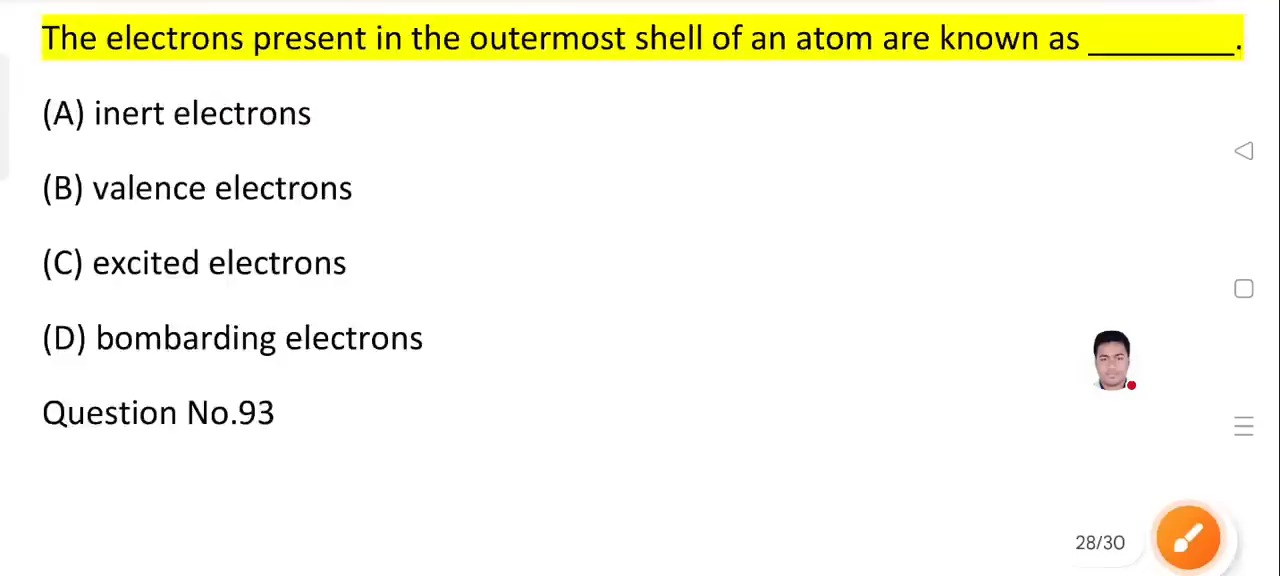 The electrons present in the outermost shell of an atom are known as _________.
(A) inert electrons
(B) valence electrons
(C) excited electrons
(D) bombarding electrons
Question No.93
28/30